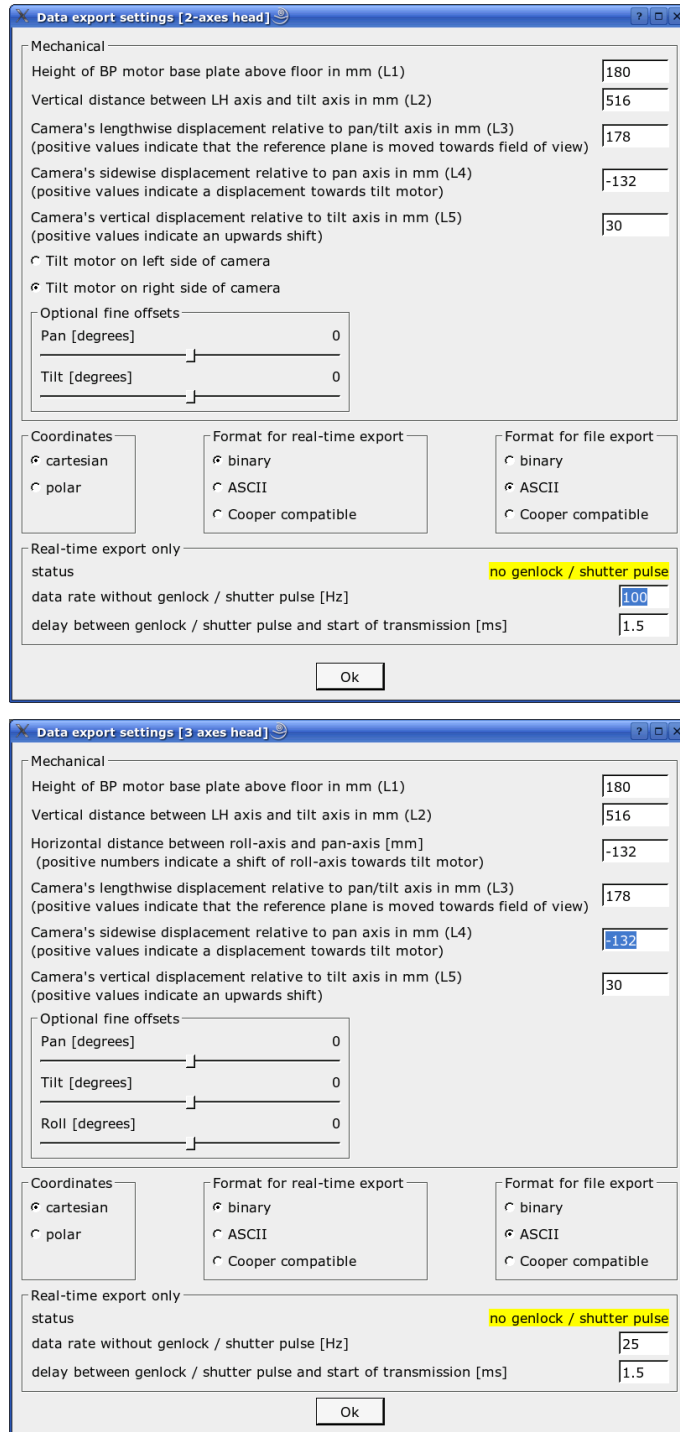 Data export settings [2-axes head]
Mechanical
Height of BP motor base plate above floor in mm (L1) 180
Vertical distance between LH axis and tilt axis in mm (L2) 516
Camera's lengthwise displacement relative to pan/tilt axis in mm (L3)
(positive values indicate that the reference plane is moved towards field of view) 178
Camera's sidewise displacement relative to pan axis in mm (L4)
(positive values indicate a displacement towards tilt motor) -132
Camera's vertical displacement relative to tilt axis in mm (L5)
(positive values indicate an upwards shift) 30
Tilt motor on left side of camera
Tilt motor on right side of camera
Optional fine offsets
Pan [degrees] 0
Tilt [degrees] 0
Coordinates Format for real-time export Format for file export
cartesian binary binary
polar ASCII ASCII
Cooper compatible Cooper compatible
Real-time export only
status no genlock / shutter pulse
data rate without genlock / shutter pulse [Hz] 100
delay between genlock / shutter pulse and start of transmission [ms] 1.5
Ok
Data export settings [3 axes head]
Mechanical
Height of BP motor base plate above floor in mm (L1) 180
Vertical distance between LH axis and tilt axis in mm (L2) 516
Horizontal distance between roll-axis and pan-axis [mm]
(positive numbers indicate a shift of roll-axis towards tilt motor) -132
Camera's lengthwise displacement relative to pan/tilt axis in mm (L3)
(positive values indicate that the reference plane is moved towards field of view) 178
Camera's sidewise displacement relative to pan axis in mm (L4)
(positive values indicate a displacement towards tilt motor) -132
Camera's vertical displacement relative to tilt axis in mm (L5)
(positive values indicate an upwards shift) 30
Optional fine offsets
Pan [degrees] 0
Tilt [degrees] 0
Roll [degrees] 0
Coordinates Format for real-time export Format for file export
cartesian binary binary
polar ASCII ASCII
Cooper compatible Cooper compatible
Real-time export only
status no genlock / shutter pulse
data rate without genlock / shutter pulse [Hz] 25
delay between genlock / shutter pulse and start of transmission [ms] 1.5
Ok